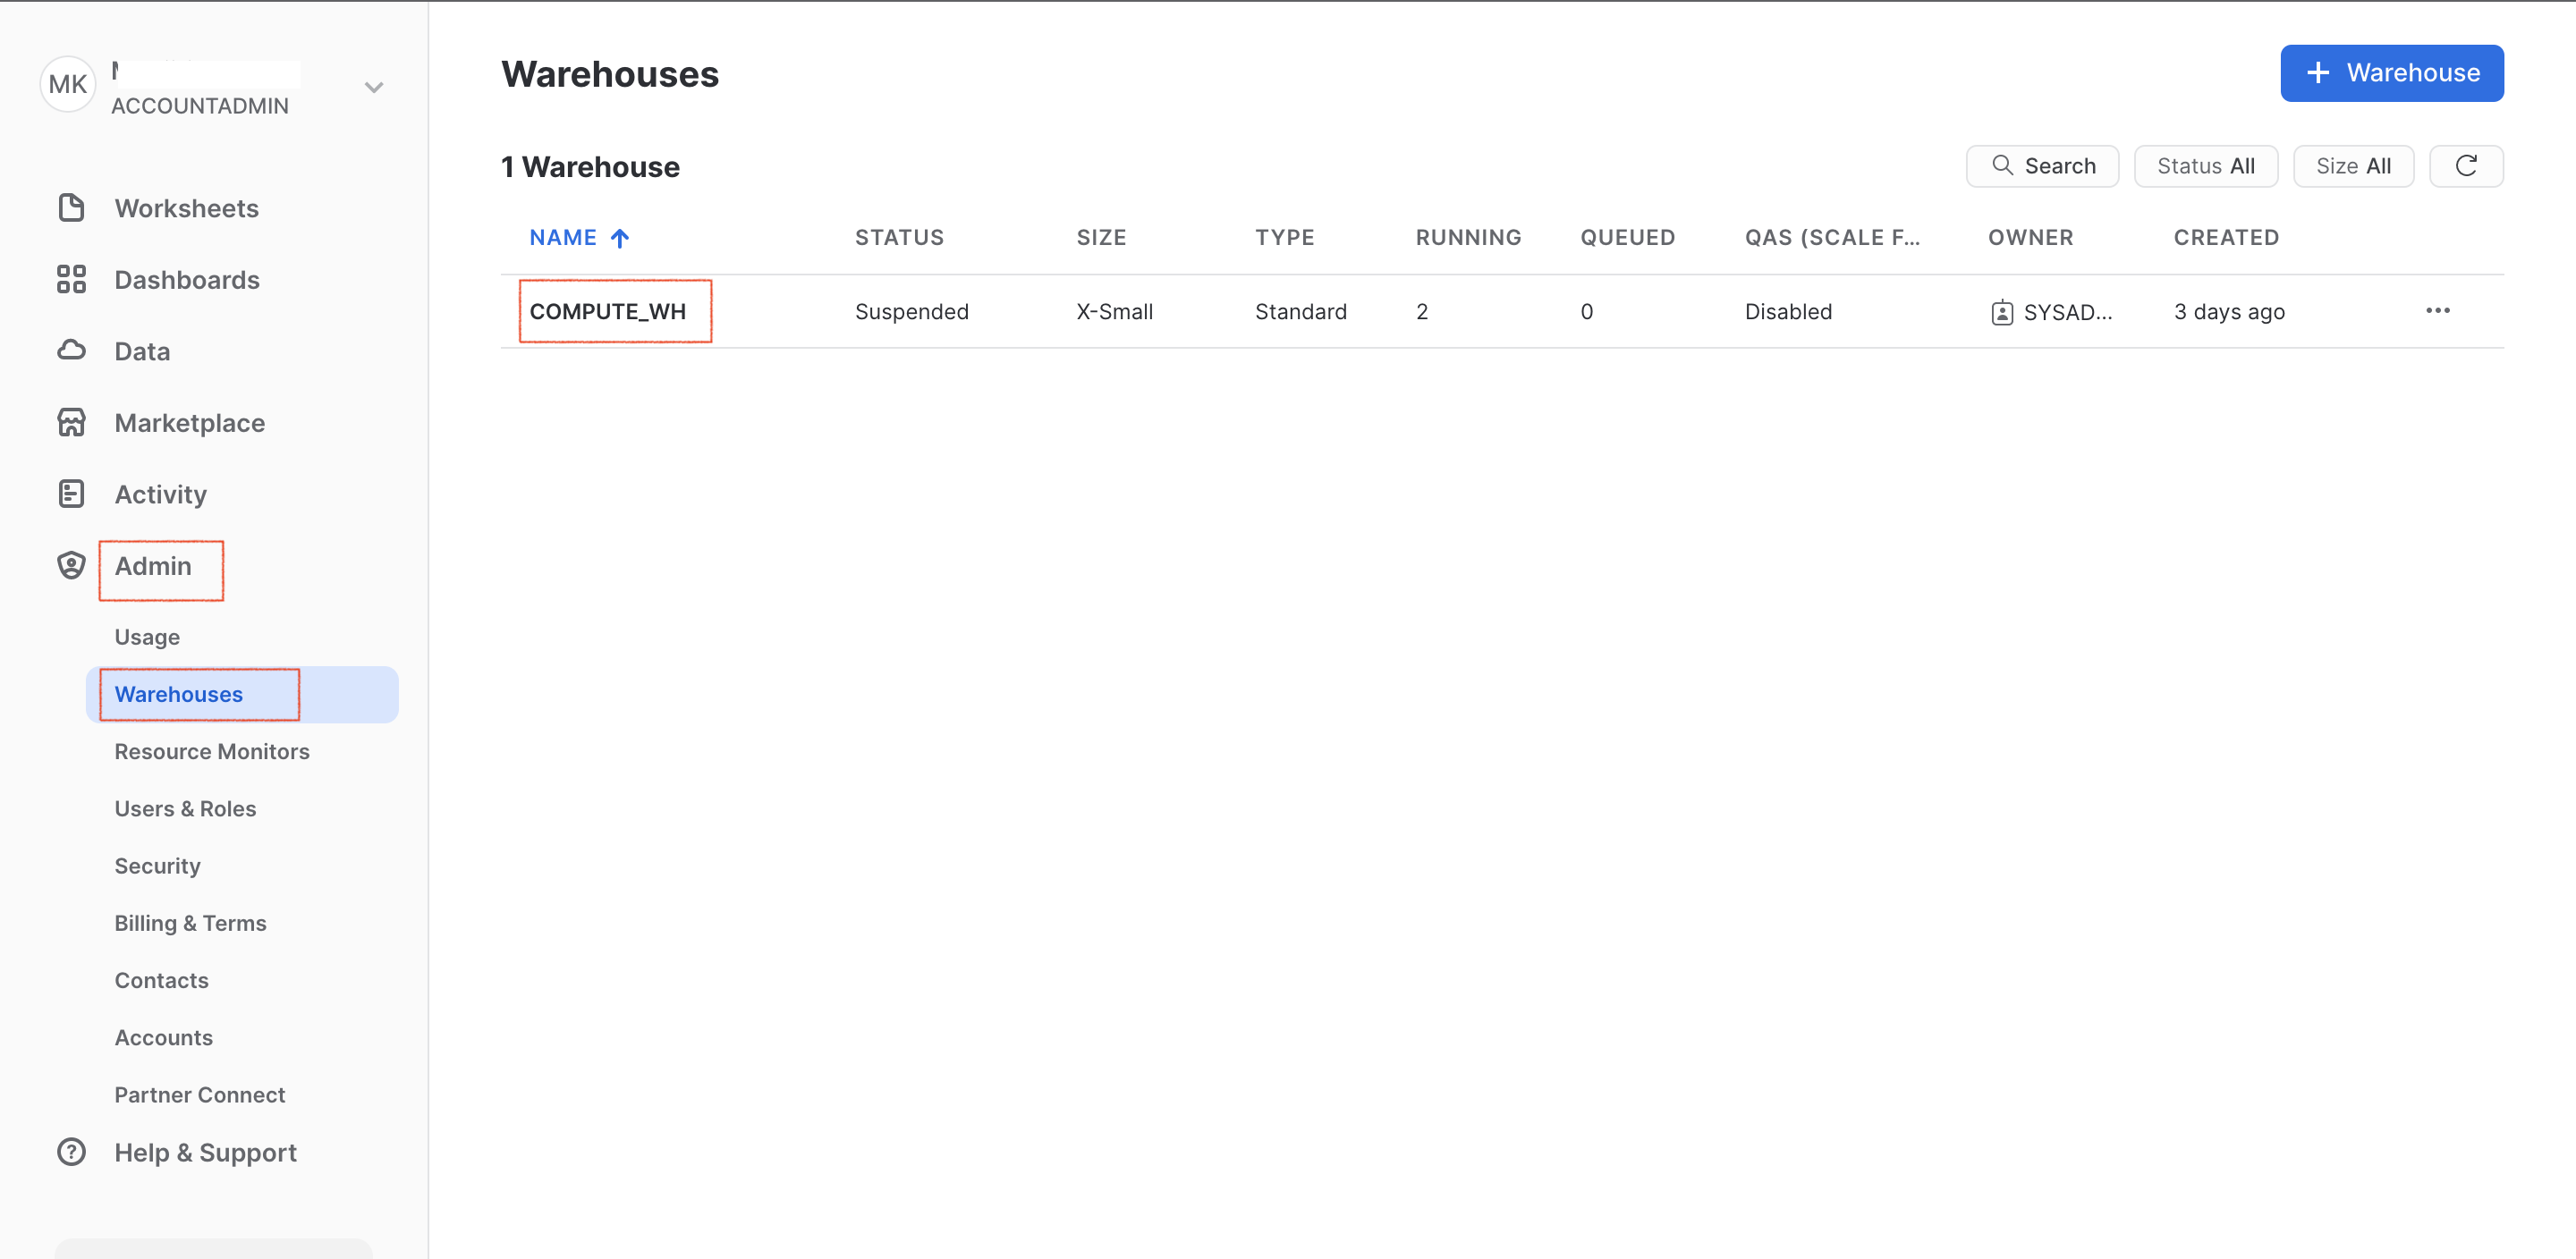 MK
ACCOUNTADMIN
Worksheets
Dashboards
Data
Marketplace
Activity
Admin
Usage
Warehouses
Resource Monitors
Users & Roles
Security
Billing & Terms
Contacts
Accounts
Partner Connect
Help & Support
Warehouses
+ Warehouse
1 Warehouse
Search
Status All
Size All
NAME STATUS SIZE TYPE RUNNING QUEUED QAS (SCALE F... OWNER CREATED
COMPUTE_WH Suspended X-Small Standard 2 0 Disabled SYSAD... 3 days ago